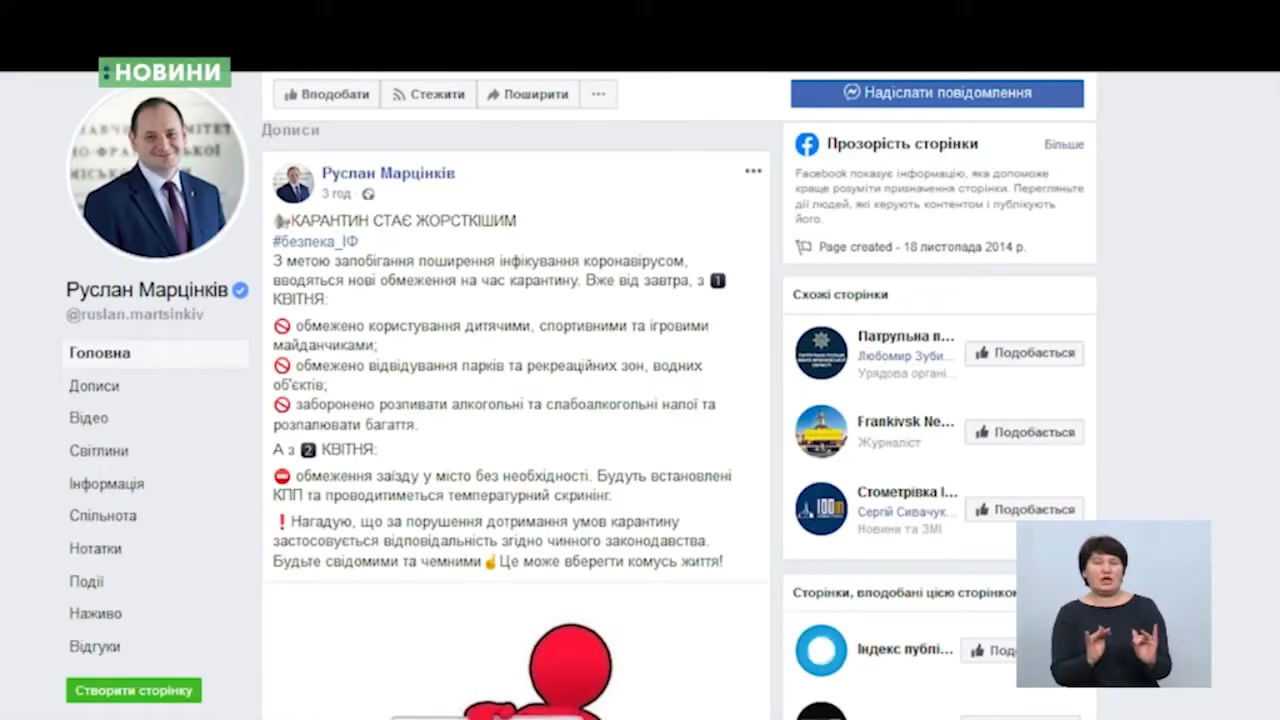 :НОВИНИ
Руслан Марцінків
@ruslan.martsinkiv
Головна
Дописи
Відео
Світлини
Інформація
Спільнота
Нотатки
Події
Наживо
Відгуки
Створити сторінку
Вподобати
Стежити
Поширити
Дописи
Руслан Марцінків
3 год ·
КАРАНТИН СТАЄ ЖОРСТКІШИМ
#безпека_ІФ
З метою запобігання поширення інфікування коронавірусом,
вводяться нові обмеження на час карантину. Вже від завтра, з 1
КВІТНЯ:
🚫 обмежено користування дитячими, спортивними та ігровими
майданчиками;
🚫 обмежено відвідування парків та рекреаційних зон, водних
об'єктів;
🚫 заборонено розпивати алкогольні та слабоалкогольні напої та
розпалювати багаття.
А з 2 КВІТНЯ:
⛔ обмеження заїзду у місто без необхідності. Будуть встановлені
КПП та проводитиметься температурний скринінг.
❗Нагадую, що за порушення дотримання умов карантину
застосовується відповідальність згідно чинного законодавства.
Будьте свідомими та чемними☝Це може вберегти комусь життя!
Надіслати повідомлення
Прозорість сторінки Більше
Facebook показує інформацію, яка допоможе
краще розуміти призначення сторінки. Перегляньте
дії людей, які керують контентом і публікують
його.
Page created - 18 листопада 2014 р.
Схожі сторінки
Патрульна п...
Любомир Зуби...
Урядова органі...
Подобається
Frankivsk Ne...
Журналіст
Подобається
100m
Стометрівка І...
Сергій Сивачук...
Новини та ЗМІ
Подобається
Сторінки, вподобані цією сторінкою
Індекс публі...